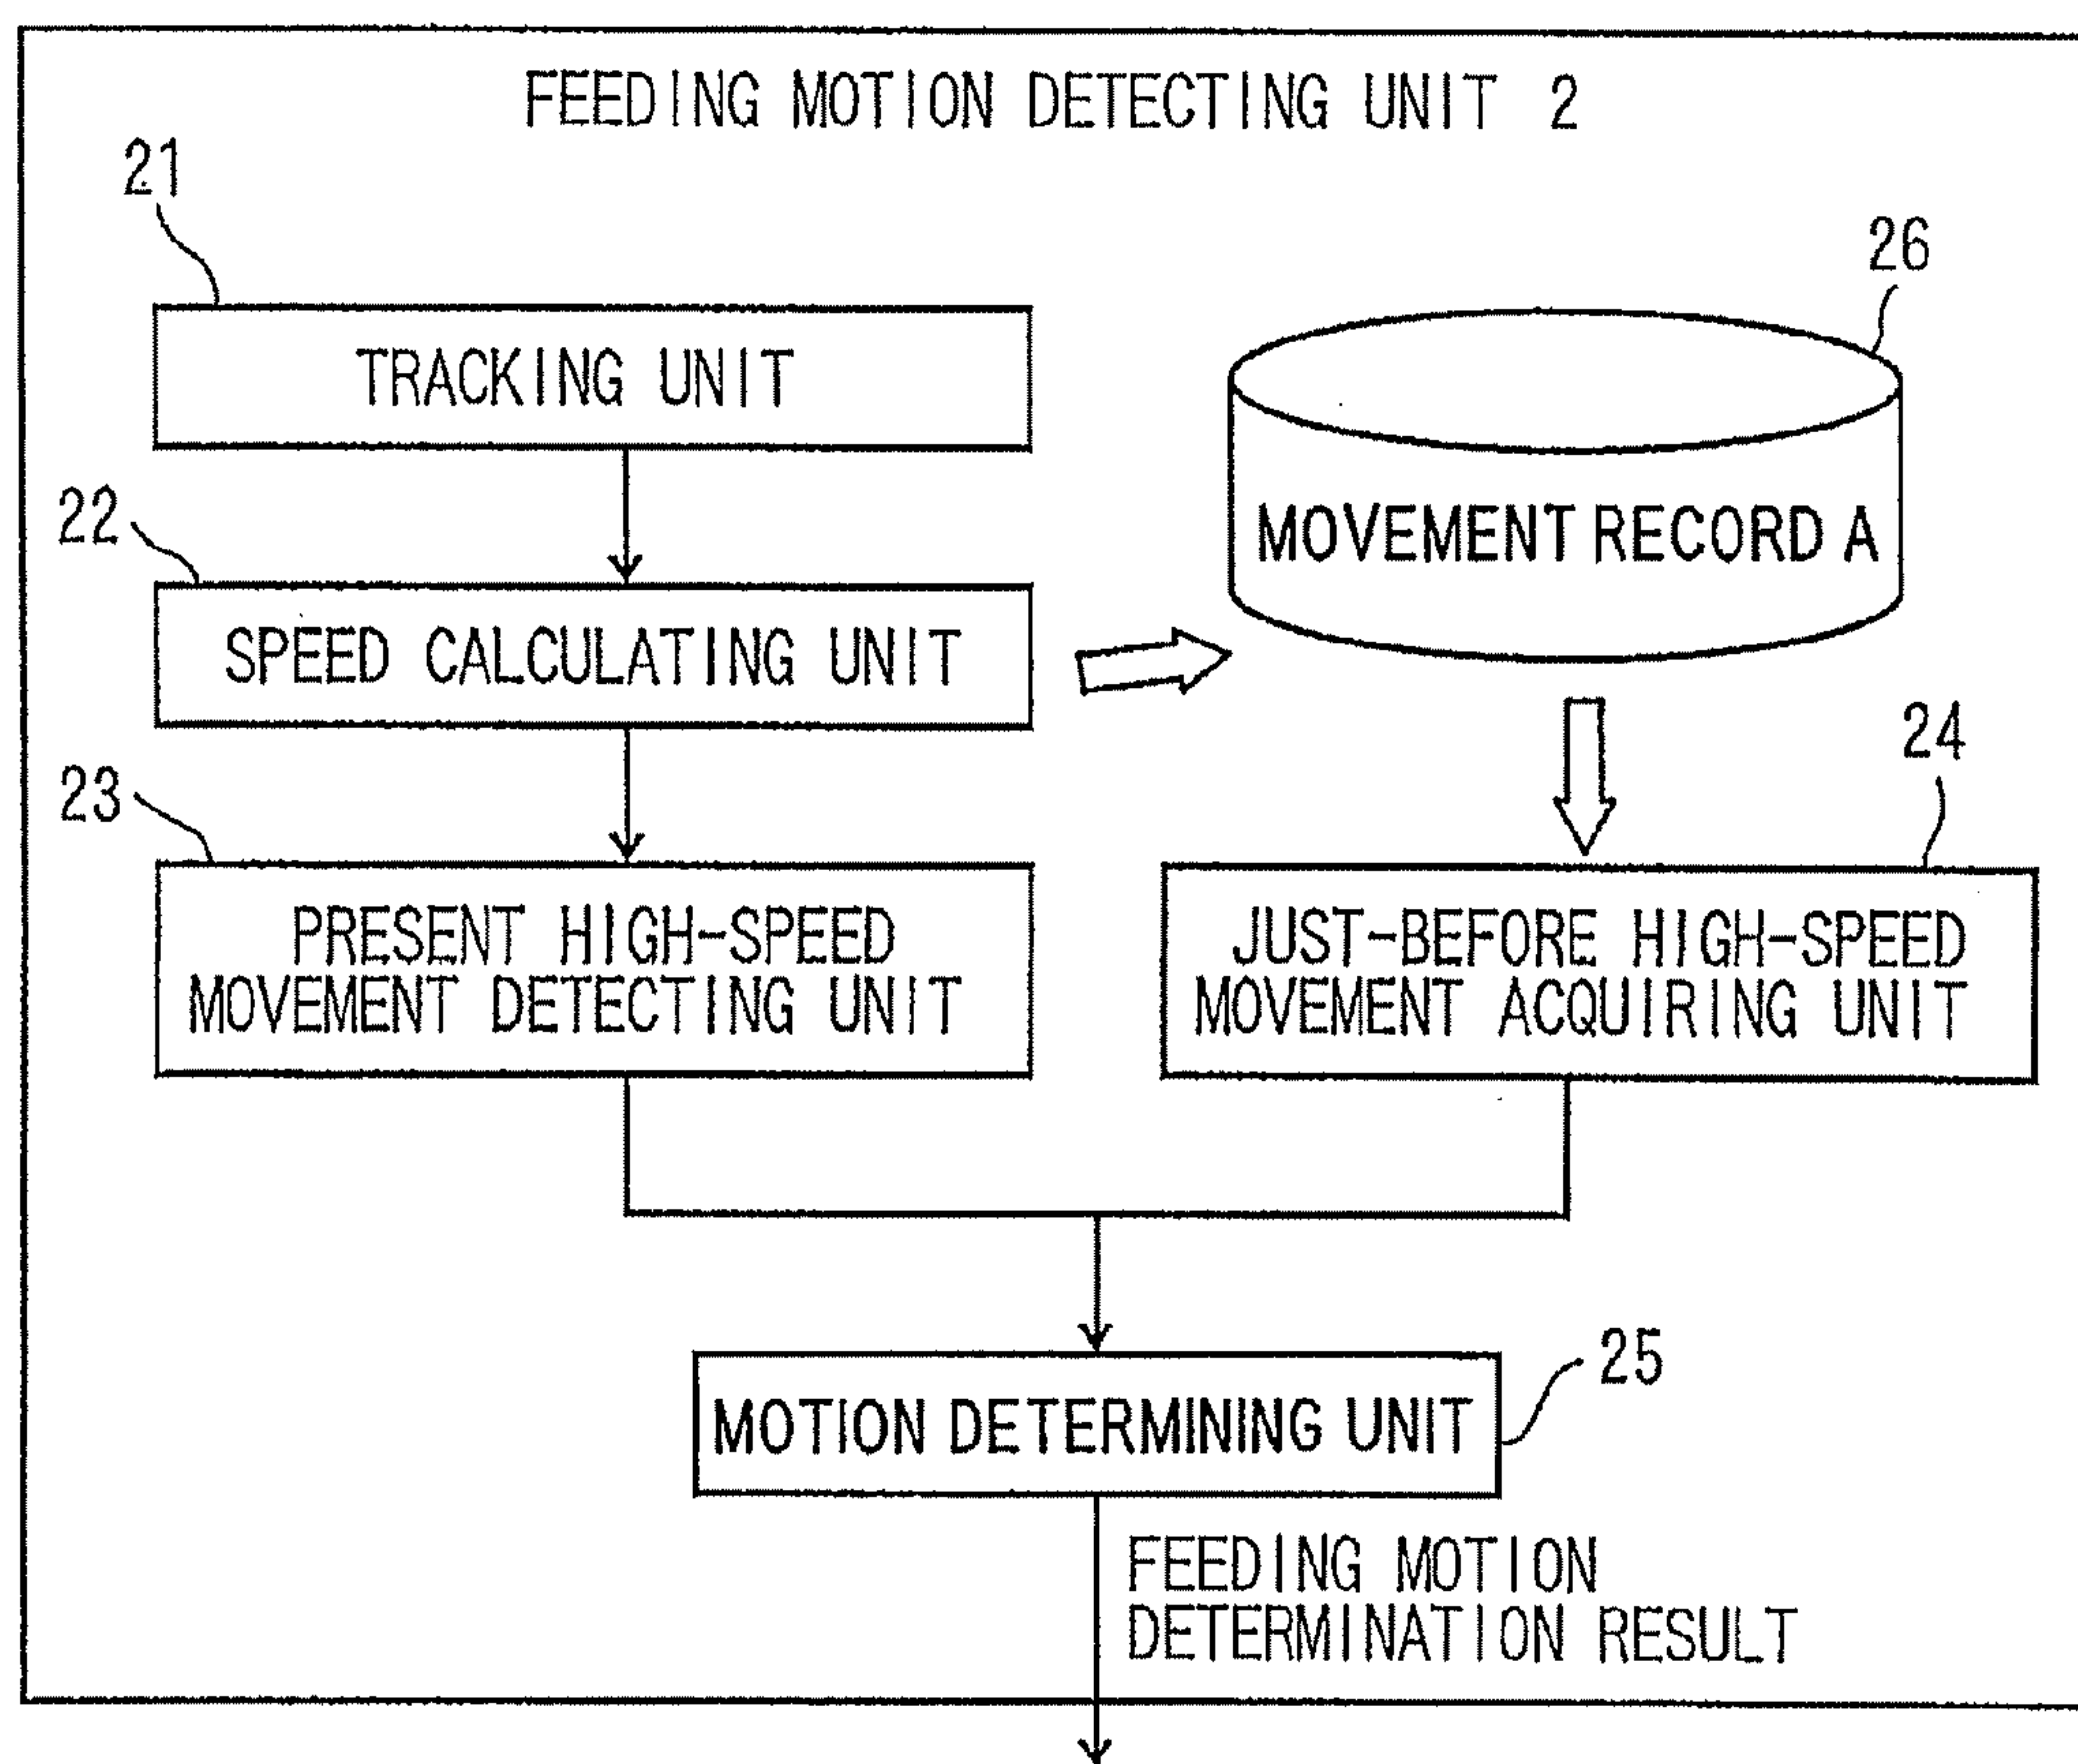 FEEDING MOTION DETECTING UNIT 2
21
TRACKING UNIT
26
MOVEMENT RECORD A
22
SPEED CALCULATING UNIT
23
PRESENT HIGH-SPEED
MOVEMENT DETECTING UNIT
24
JUST-BEFORE HIGH-SPEED
MOVEMENT ACQUIRING UNIT
MOTION DETERMINING UNIT
25
FEEDING MOTION
DETERMINATION RESULT